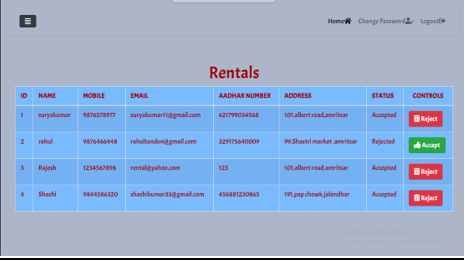 Home Change Password Logout
Rentals
ID NAME MOBILE EMAIL AADHAR NUMBER ADDRESS STATUS CONTROLS
1 suryakumar 9876578977 suryakumar11@gmail.com 621799034568 101,albert road,amritsar Accepted Reject
2 rahul 9876466448 rahultandon@gmail.com 329175640009 99,Shastri market ,amritsar Rejected Accept
3 Rajesh 1234567898 rental@yahoo.com 123 101,albert road,amritsar Accepted Reject
4 Shashi 9844586320 shashikumar33@gmail.com 456881230865 191,pap chowk,jalandhar Accepted Reject